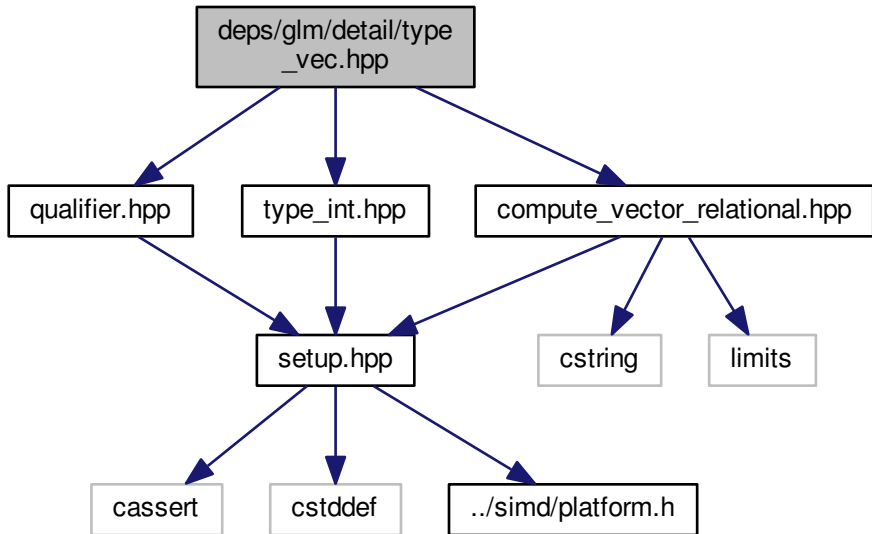 deps/glm/detail/type
_vec.hpp
qualifier.hpp
type_int.hpp
compute_vector_relational.hpp
setup.hpp
cstring
limits
cassert
cstddef
../simd/platform.h